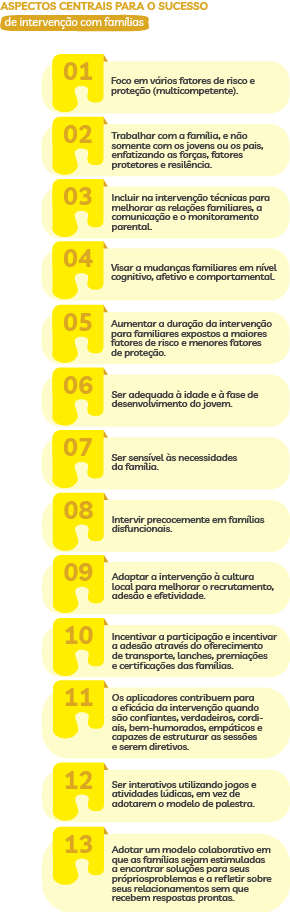 ASPECTOS CENTRAIS PARA O SUCESSO
de intervenção com famílias
01
Foco em vários fatores de risco e
proteção (multicompetente).
02
Trabalhar com a família, e não
somente com os jovens ou os pais,
enfatizando as forças, fatores
protetores e resiliência.
03
Incluir na intervenção técnicas para
melhorar as relações familiares, a
comunicação e o monitoramento
parental.
04
Visar a mudanças familiares em nível
cognitivo, afetivo e comportamental.
05
Aumentar a duração da intervenção
para familiares expostos a maiores
fatores de risco e menores fatores
de proteção.
06
Ser adequada à idade e à fase de
desenvolvimento do jovem.
07
Ser sensível às necessidades
da família.
08
Intervir precocemente em famílias
disfuncionais.
09
Adaptar a intervenção à cultura
local para melhorar o recrutamento,
adesão e efetividade.
10
Incentivar a participação e incentivar
a adesão através do oferecimento
de transporte, lanches, premiações
e certificações das famílias.
11
Os aplicadores contribuem para
a eficácia da intervenção quando
são confiantes, verdadeiros, cordi-
ais, bem-humorados, empáticos e
capazes de estruturar as sessões
e serem diretivos.
12
Ser interativos utilizando jogos e
atividades lúdicas, em vez de
adotarem o modelo de palestra.
13
Adotar um modelo colaborativo em
que as famílias sejam estimuladas
a encontrar soluções para seus
própriosproblemas e a refletir sobre
seus relacionamentos sem que
recebem respostas prontas.